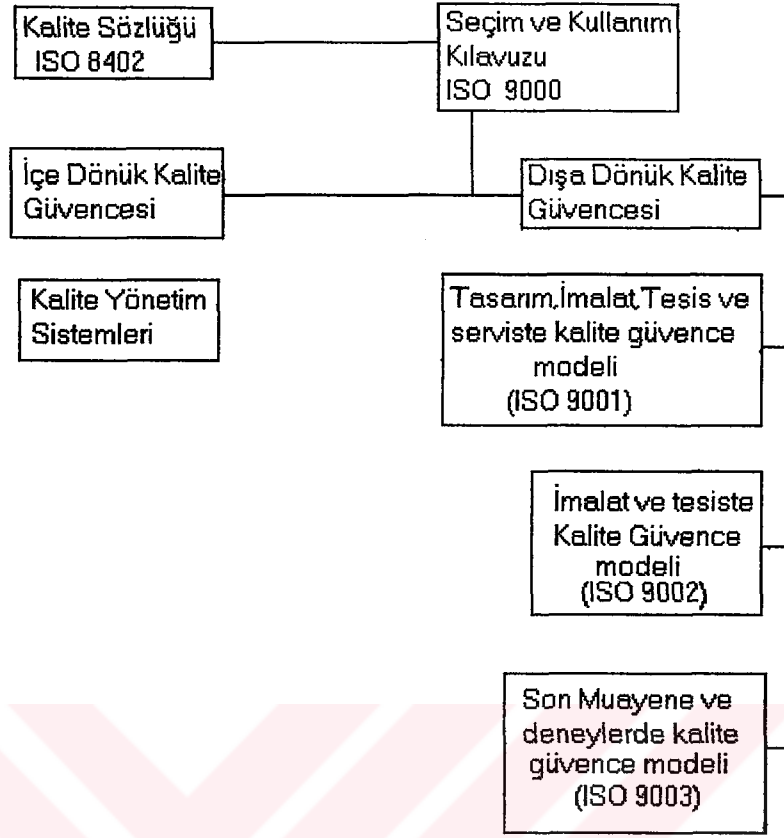 Kalite Sözlüğü
ISO 8402
Seçim ve Kullanım
Kılavuzu
ISO 9000
İçe Dönük Kalite
Güvencesi
Dışa Dönük Kalite
Güvencesi
Kalite Yönetim
Sistemleri
Tasarım,İmalat,Tesis ve
serviste kalite güvence
modeli
(ISO 9001)
İmalat ve tesiste
Kalite Güvence
modeli
(ISO 9002)
Son Muayene ve
deneylerde kalite
güvence modeli
(ISO 9003)